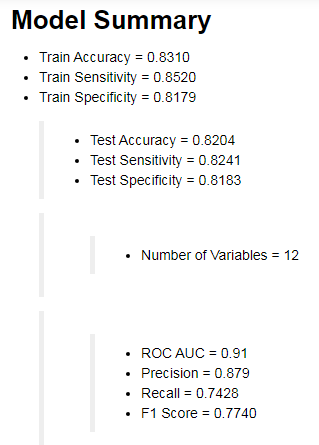 Model Summary
• Train Accuracy = 0.8310
• Train Sensitivity = 0.8520
• Train Specificity = 0.8179
• Test Accuracy = 0.8204
• Test Sensitivity = 0.8241
• Test Specificity = 0.8183
• Number of Variables = 12
• ROC AUC = 0.91
• Precision = 0.879
• Recall = 0.7428
• F1 Score = 0.7740